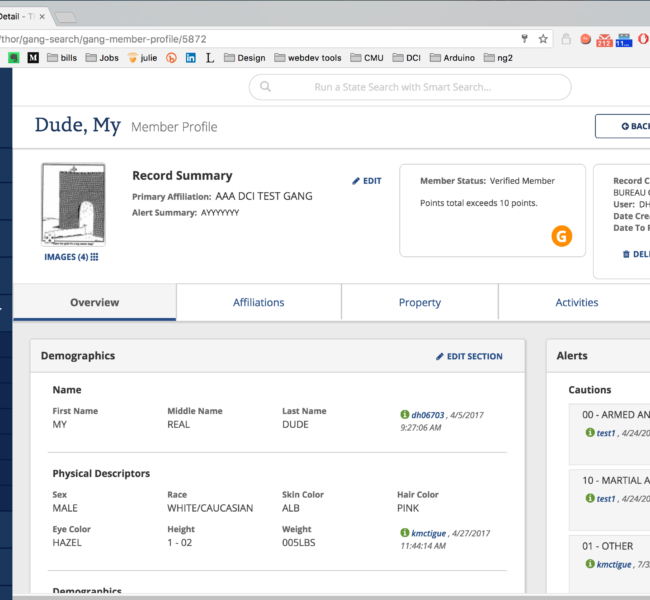 Detail - T
/thor/gang-search/gang-member-profile/5872
212
11...
M bills Jobs julie in L Design webdev tools CMU DCI Arduino ng2
Run a State Search with Smart Search...
Dude, My Member Profile
BACK
Record Summary
EDIT
Primary Affiliation: AAA DCI TEST GANG
Alert Summary: AYYYYYYY
IMAGES (4)
Member Status: Verified Member
Points total exceeds 10 points.
G
Record C
BUREAU
User: DH
Date Cre
Date To
DEL
Overview Affiliations Property Activities
Demographics
EDIT SECTION
Name
First Name Middle Name Last Name
MY REAL DUDE
dh06703 , 4/5/2017
9:27:06 AM
Physical Descriptors
Sex Race Skin Color Hair Color
MALE WHITE/CAUCASIAN ALB PINK
Eye Color Height Weight
HAZEL 1 - 02 005LBS
kmctigue , 4/27/2017
11:44:14 AM
Demographics
Alerts
Cautions
00 - ARMED AN
test1 , 4/24/20
10 - MARTIAL A
test1 , 4/24/20
01 - OTHER
kmctigue , 7/3